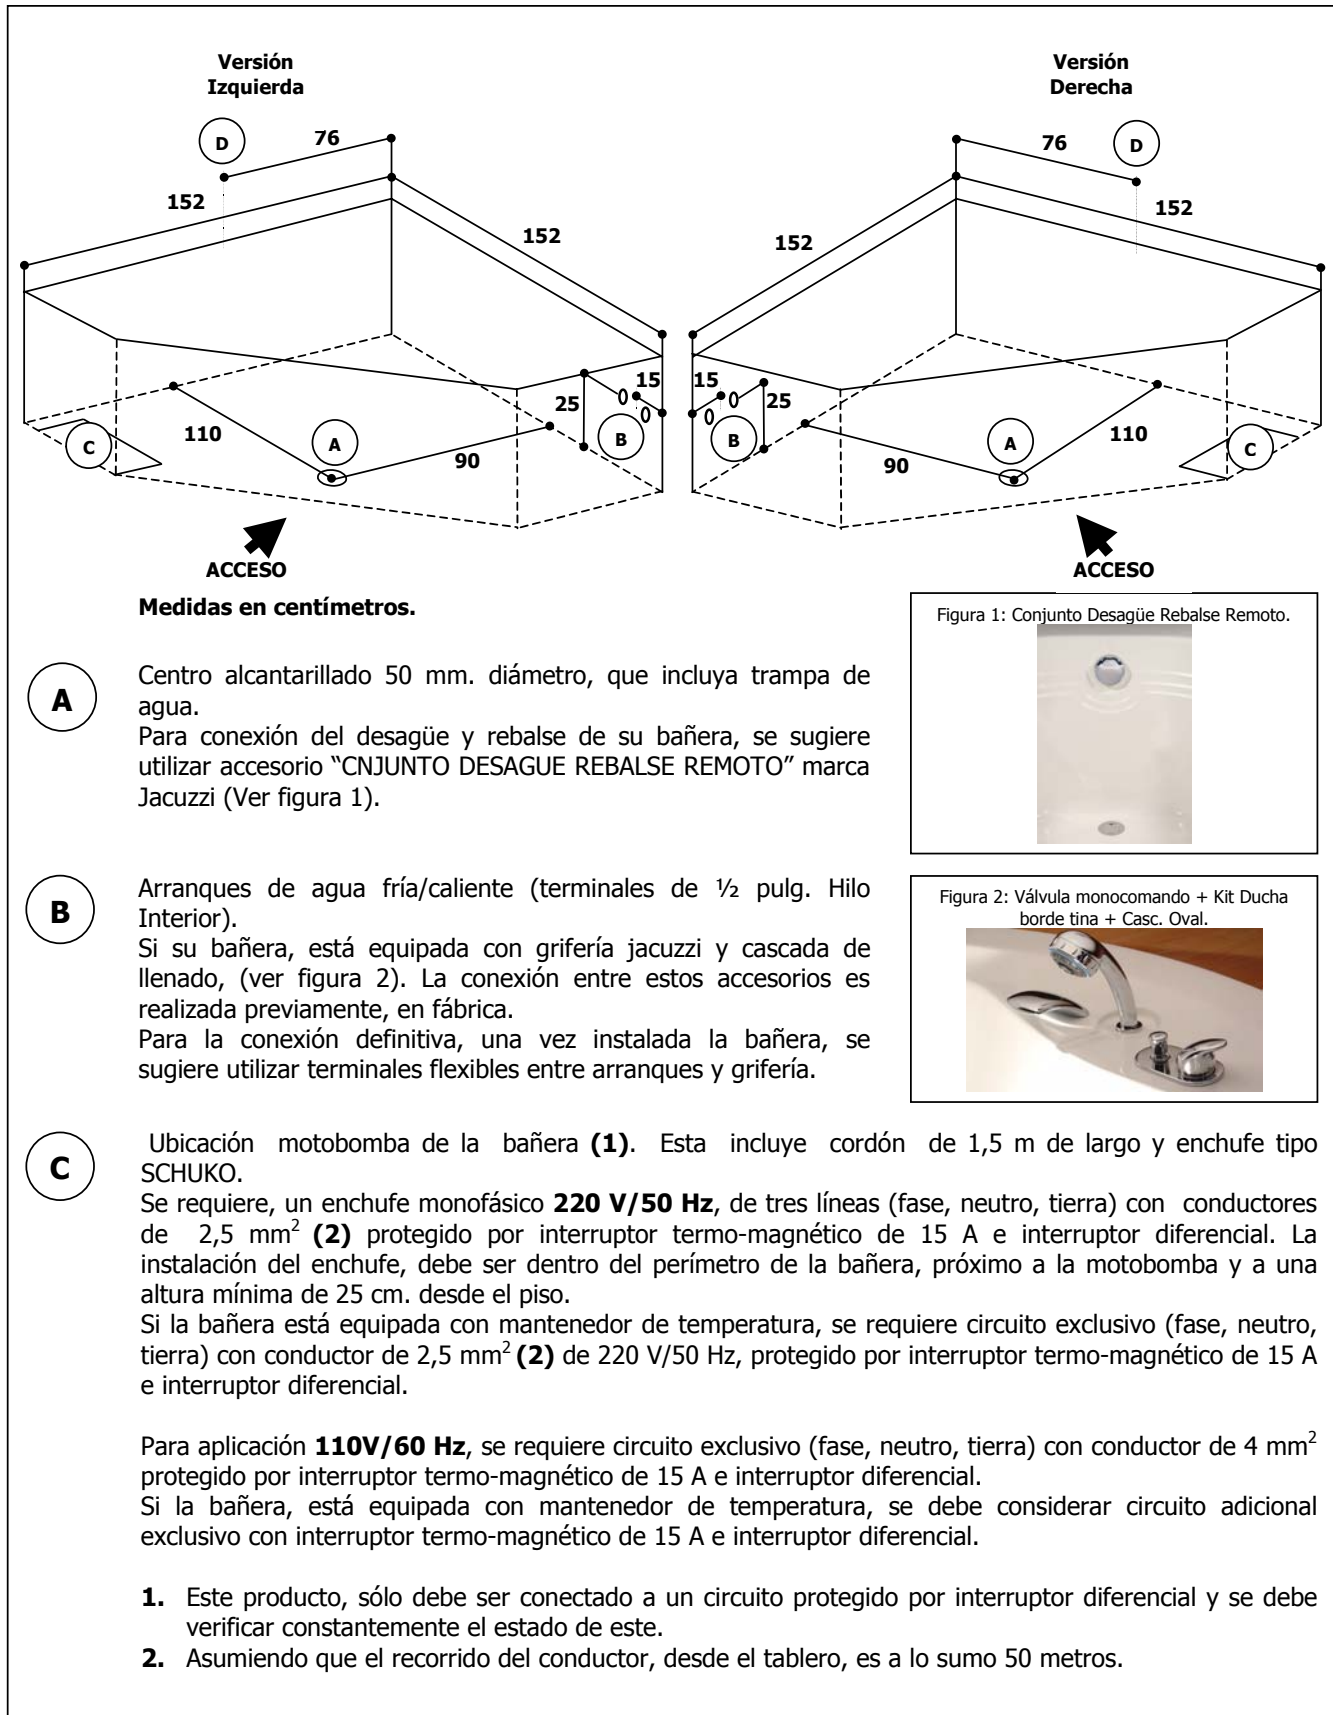 Versión
Izquierda
Versión
Derecha
D
76
76
D
152
152
152
152
15
15
25
25
B
B
C
110
A
90
90
A
110
C
ACCESO
ACCESO
Medidas en centímetros.
Figura 1: Conjunto Desagüe Rebalse Remoto.
A
Centro alcantarillado 50 mm. diámetro, que incluya trampa de
agua.
Para conexión del desagüe y rebalse de su bañera, se sugiere
utilizar accesorio “CNJUNTO DESAGUE REBALSE REMOTO” marca
Jacuzzi (Ver figura 1).
B
Arranques de agua fría/caliente (terminales de ½ pulg. Hilo
Interior).
Si su bañera, está equipada con grifería jacuzzi y cascada de
llenado, (ver figura 2). La conexión entre estos accesorios es
realizada previamente, en fábrica.
Para la conexión definitiva, una vez instalada la bañera, se
sugiere utilizar terminales flexibles entre arranques y grifería.
Figura 2: Válvula monocomando + Kit Ducha
borde tina + Casc. Oval.
C
Ubicación motobomba de la bañera (1). Esta incluye cordón de 1,5 m de largo y enchufe tipo
SCHUKO.
Se requiere, un enchufe monofásico 220 V/50 Hz, de tres líneas (fase, neutro, tierra) con conductores
de 2,5 mm² (2) protegido por interruptor termo-magnético de 15 A e interruptor diferencial. La
instalación del enchufe, debe ser dentro del perímetro de la bañera, próximo a la motobomba y a una
altura mínima de 25 cm. desde el piso.
Si la bañera está equipada con mantenedor de temperatura, se requiere circuito exclusivo (fase, neutro,
tierra) con conductor de 2,5 mm² (2) de 220 V/50 Hz, protegido por interruptor termo-magnético de 15 A
e interruptor diferencial.
Para aplicación 110V/60 Hz, se requiere circuito exclusivo (fase, neutro, tierra) con conductor de 4 mm²
protegido por interruptor termo-magnético de 15 A e interruptor diferencial.
Si la bañera, está equipada con mantenedor de temperatura, se debe considerar circuito adicional
exclusivo con interruptor termo-magnético de 15 A e interruptor diferencial.
1. Este producto, sólo debe ser conectado a un circuito protegido por interruptor diferencial y se debe
verificar constantemente el estado de este.
2. Asumiendo que el recorrido del conductor, desde el tablero, es a lo sumo 50 metros.